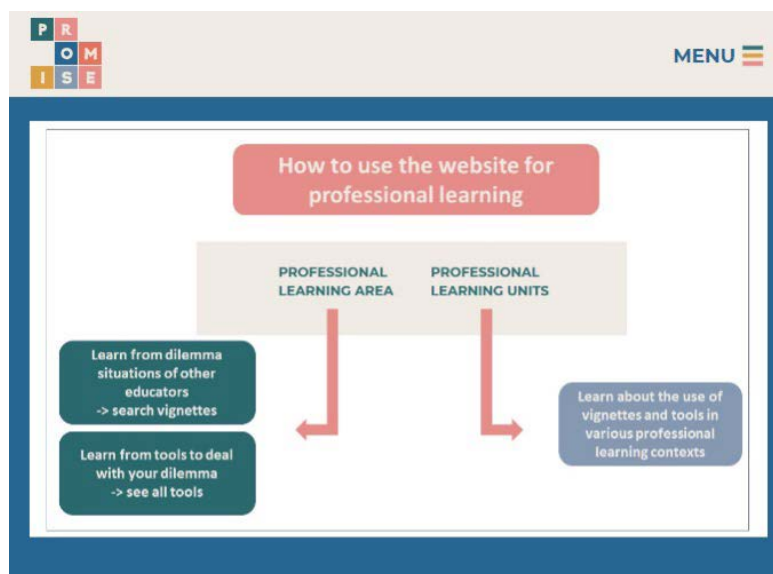 P R
O M
I S E
MENU
How to use the website for
professional learning
PROFESSIONAL
LEARNING AREA
PROFESSIONAL
LEARNING UNITS
Learn from dilemma
situations of other
educators
-> search vignettes
Learn from tools to deal
with your dilemma
-> see all tools
Learn about the use of
vignettes and tools in
various professional
learning contexts